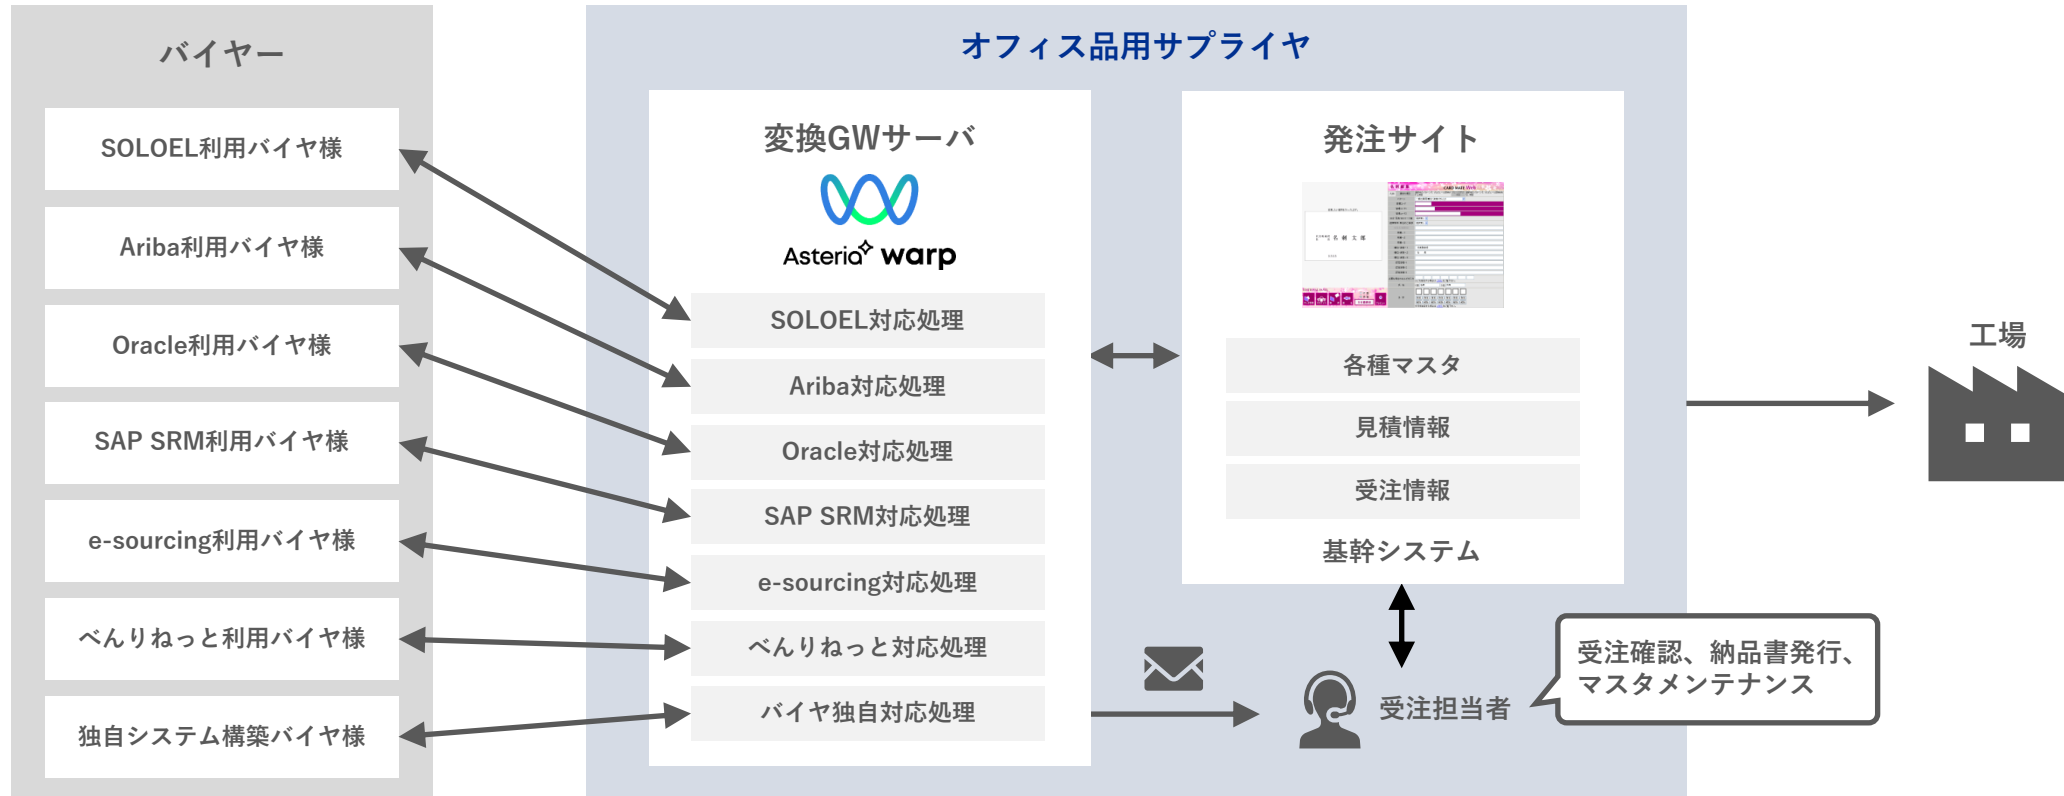 バイヤー
SOLOEL利用バイヤ様
Ariba利用バイヤ様
Oracle利用バイヤ様
SAP SRM利用バイヤ様
e-sourcing利用バイヤ様
べんりねっと利用バイヤ様
独自システム構築バイヤ様
オフィス品用サプライヤ
変換GWサーバ
Asteria warp
SOLOEL対応処理
Ariba対応処理
Oracle対応処理
SAP SRM対応処理
e-sourcing対応処理
べんりねっと対応処理
バイヤ独自対応処理
発注サイト
名 刺 太 郎
各種マスタ
見積情報
受注情報
基幹システム
受注担当者
受注確認、納品書発行、
マスタメンテナンス
工場